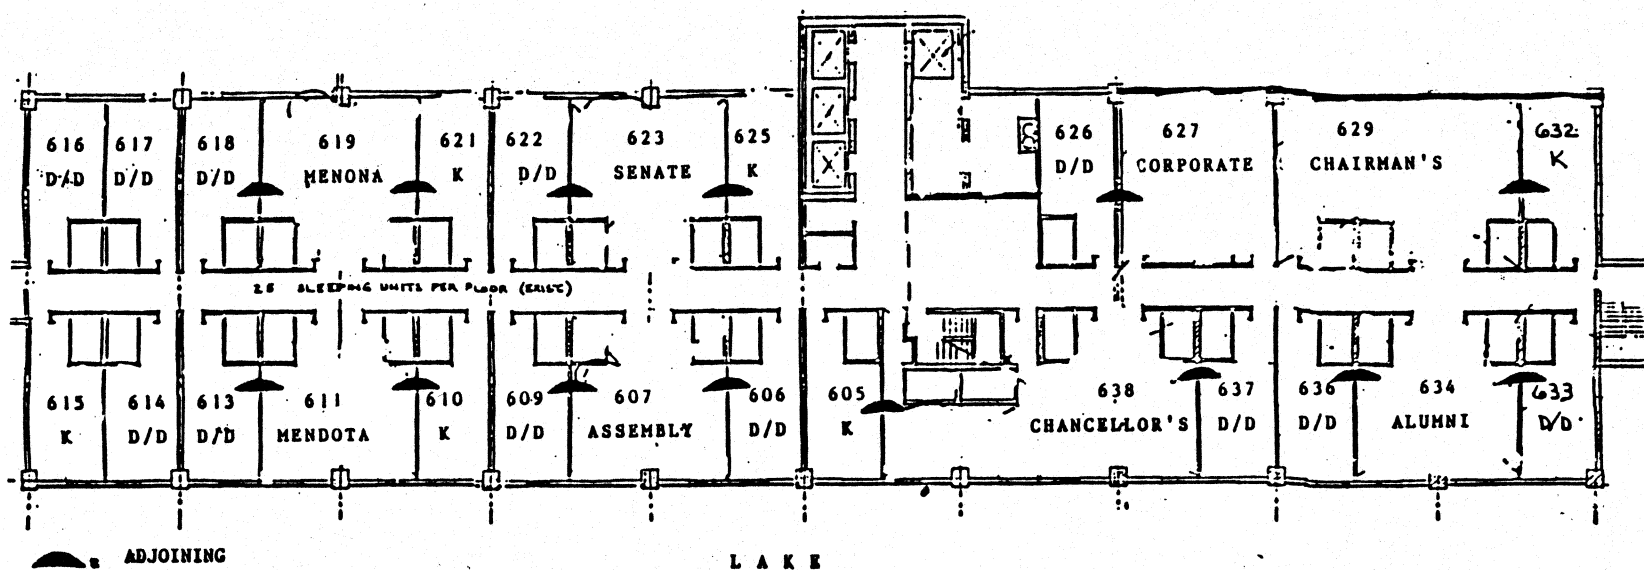 616 617 618 619 621 622 623 625 626 627 629 632
D/D D/D D/D MENONA K D/D SENATE K D/D CORPORATE CHAIRMAN'S K
28 SLEEPING UNITS PER FLOOR (EXIST)
615 614 613 611 610 609 607 606 605 638 637 636 634 633
K D/D D/D MENDOTA K D/D ASSEMBLY D/D K CHANCELLOR'S D/D D/D ALUMNI D/D
= ADJOINING
LAKE